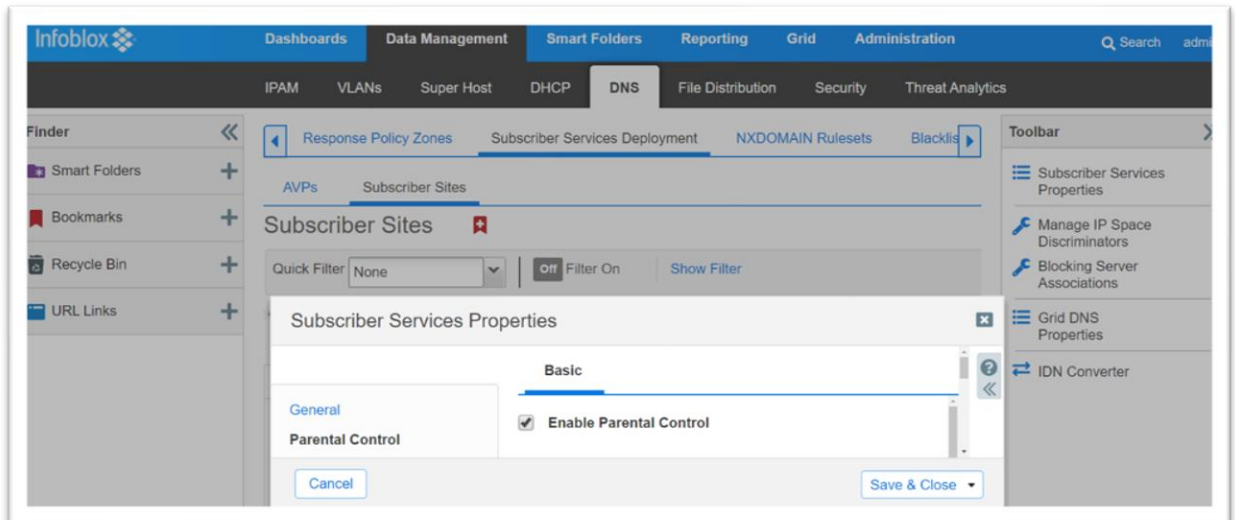 Infoblox
Dashboards Data Management Smart Folders Reporting Grid Administration Search
IPAM VLANs Super Host DHCP DNS File Distribution Security Threat Analytics
Finder
Smart Folders
Bookmarks
Recycle Bin
URL Links
Response Policy Zones Subscriber Services Deployment NXDOMAIN Rulesets Blacklis
AVPs Subscriber Sites
Subscriber Sites
Quick Filter None Off Filter On Show Filter
Subscriber Services Properties
Basic
General
Parental Control
Enable Parental Control
Cancel Save & Close
Toolbar
Subscriber Services
Properties
Manage IP Space
Discriminators
Blocking Server
Associations
Grid DNS
Properties
IDN Converter